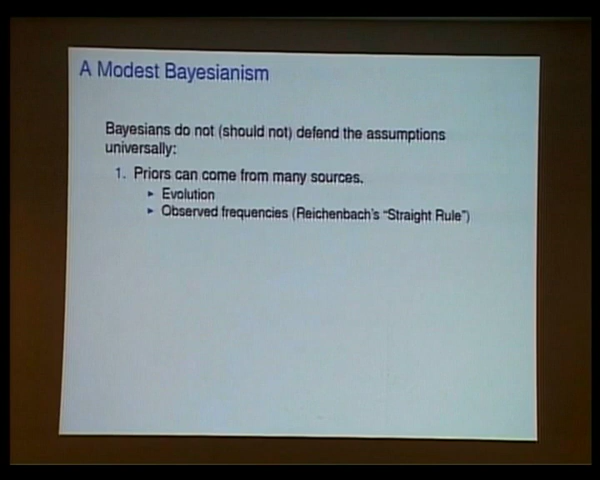 A Modest Bayesianism
Bayesians do not (should not) defend the assumptions
universally:
1. Priors can come from many sources.
► Evolution
► Observed frequencies (Reichenbach's "Straight Rule")